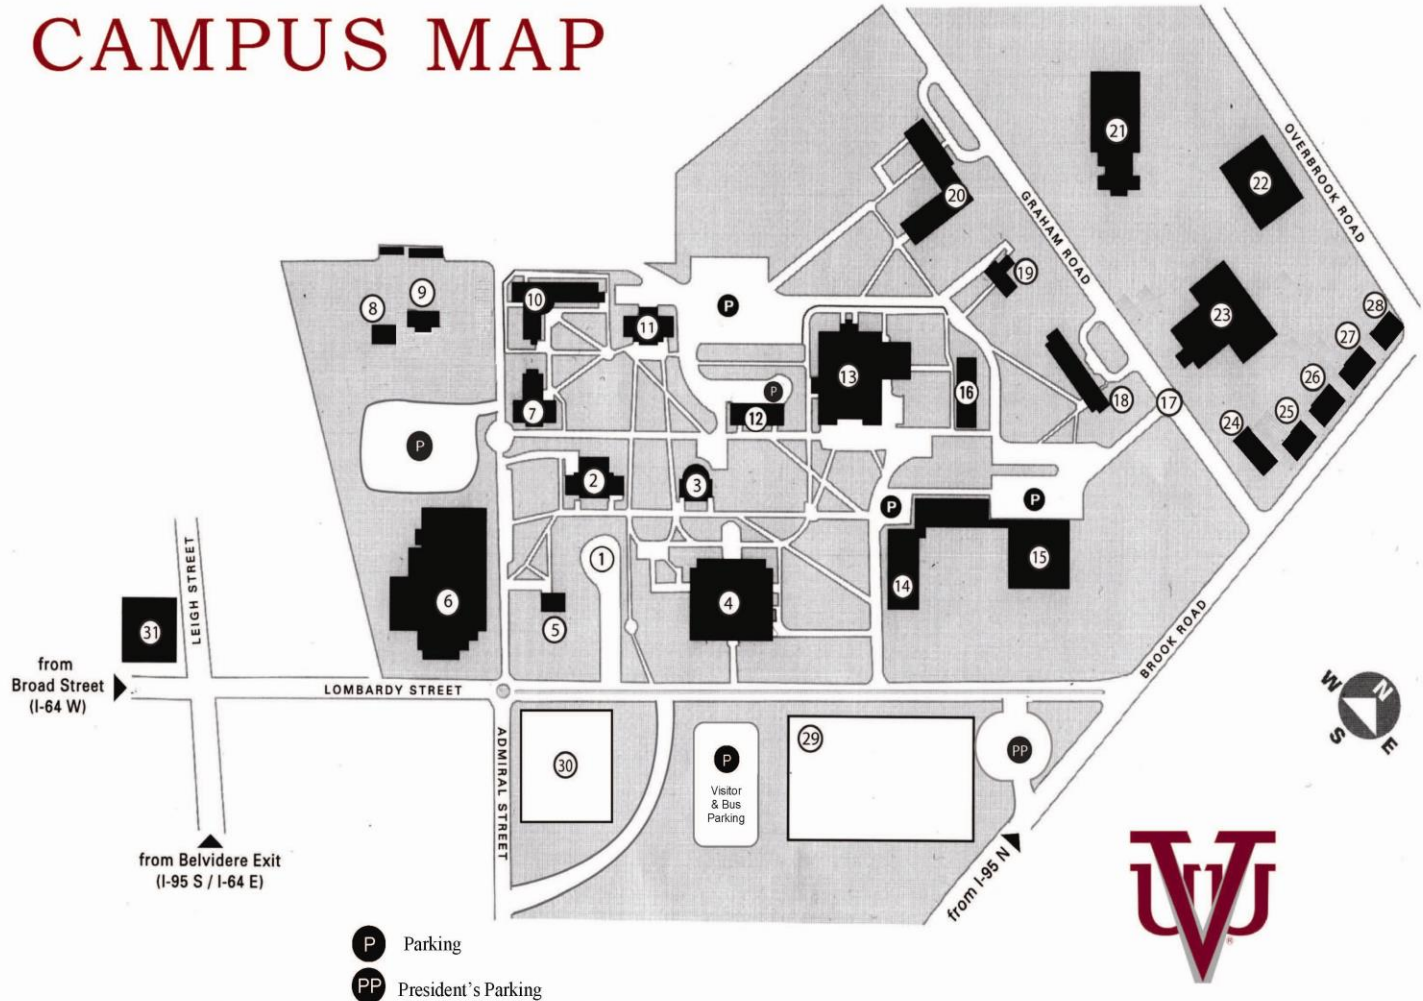 CAMPUS MAP
OVERBROOK ROAD
GRAHAM ROAD
21
22
20
19
9
8
10
11
P
23
28
27
26
25
24
13
16
18
17
P
12
7
P
2
3
P
P
1
15
14
6
4
5
LEIGH STREET
31
from
Broad Street
(I-64 W)
LOMBARDY STREET
BROOK ROAD
W
N
S
E
ADMIRAL STREET
30
P
Visitor
& Bus
Parking
29
PP
from I-95 N
from Belvidere Exit
(I-95 S / I-64 E)
VUU
®
P Parking
PP President's Parking